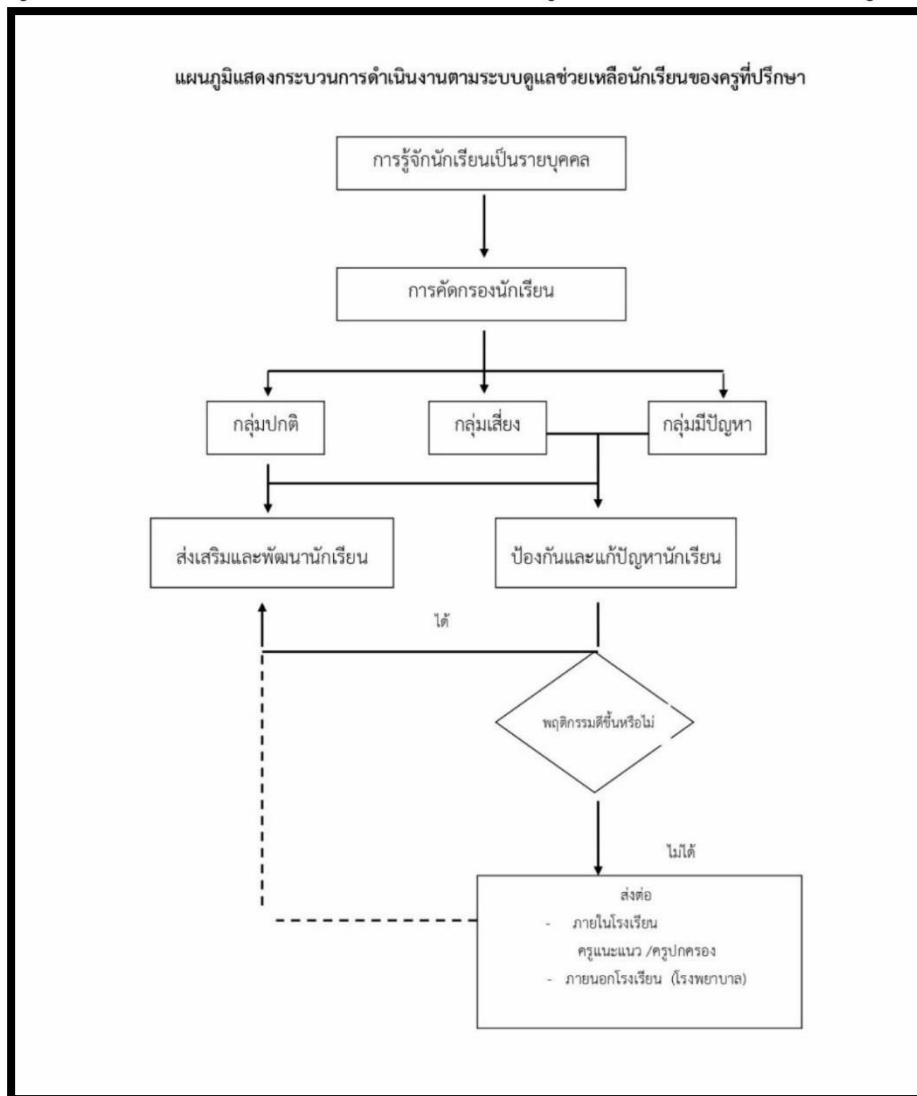 แผนภูมิแสดงกระบวนการดำเนินงานตามระบบดูแลช่วยเหลือนักเรียนของครูที่ปรึกษา
การรู้จักนักเรียนเป็นรายบุคคล
การคัดกรองนักเรียน
กลุ่มปกติ
กลุ่มเสี่ยง
กลุ่มมีปัญหา
ส่งเสริมและพัฒนานักเรียน
ป้องกันและแก้ปัญหานักเรียน
ได้
พฤติกรรมดีขึ้นหรือไม่
ไม่ได้
ส่งต่อ
- ภายในโรงเรียน
ครูแนะแนว /ครูปกครอง
- ภายนอกโรงเรียน (โรงพยาบาล)